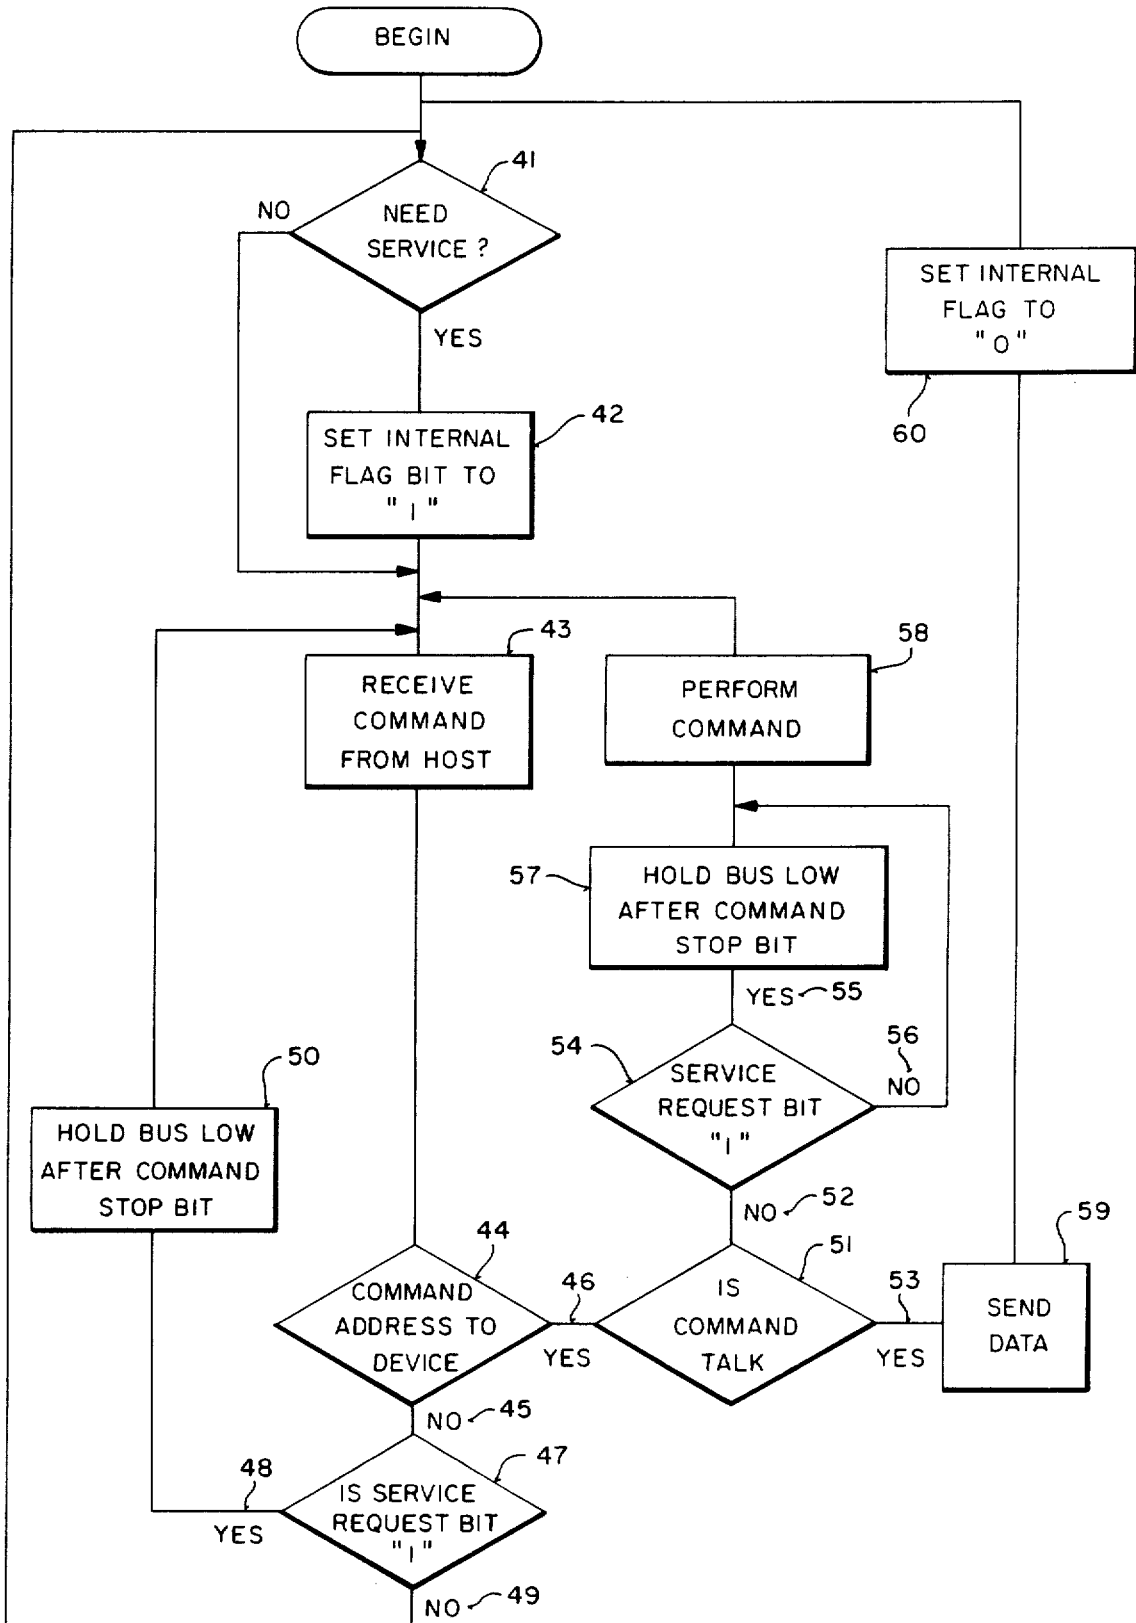 BEGIN
41
NO
NEED
SERVICE ?
YES
SET INTERNAL
FLAG TO
"0"
60
42
SET INTERNAL
FLAG BIT TO
"1"
43
RECEIVE
COMMAND
FROM HOST
58
PERFORM
COMMAND
57
HOLD BUS LOW
AFTER COMMAND
STOP BIT
YES 55
54
SERVICE
REQUEST BIT
"1"
56
NO
50
HOLD BUS LOW
AFTER COMMAND
STOP BIT
NO 52
44
COMMAND
ADDRESS TO
DEVICE
46
YES
51
IS
COMMAND
TALK
53
YES
59
SEND
DATA
NO 45
47
48
YES
IS SERVICE
REQUEST BIT
"1"
NO 49